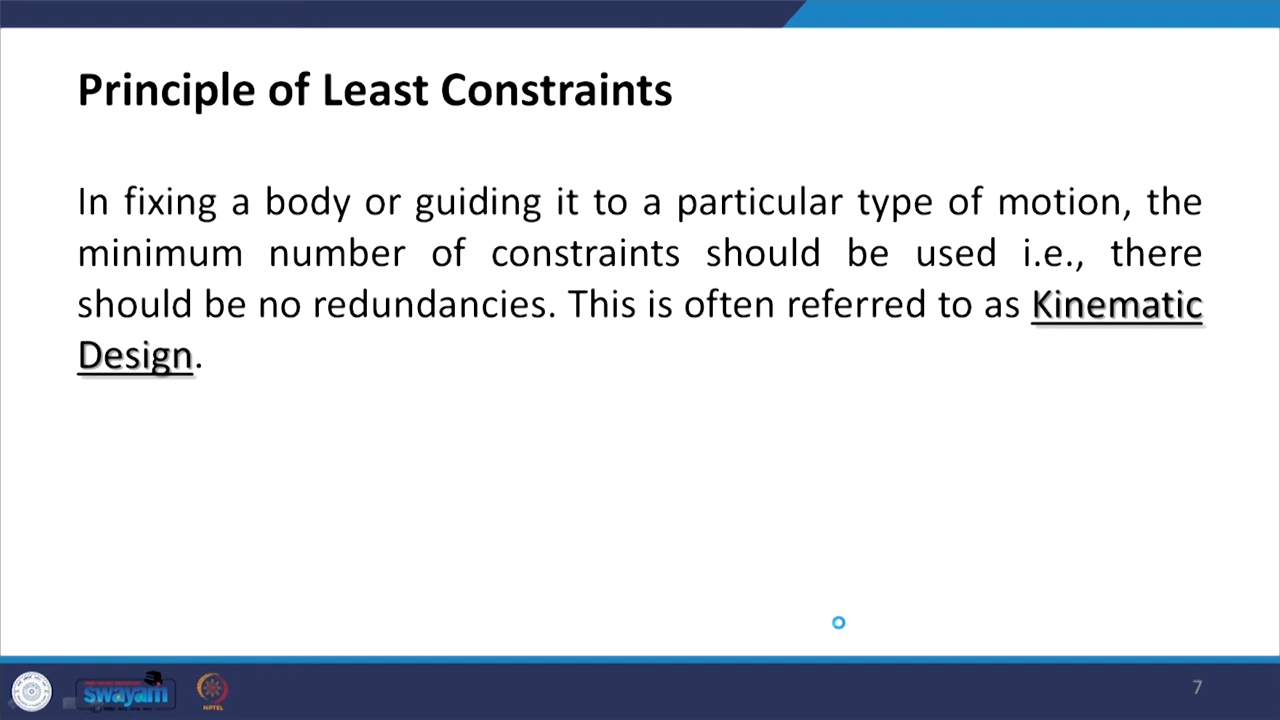 Principle of Least Constraints
In fixing a body or guiding it to a particular type of motion, the
minimum number of constraints should be used i.e., there
should be no redundancies. This is often referred to as Kinematic
Design.
swayam
NPTEL
7